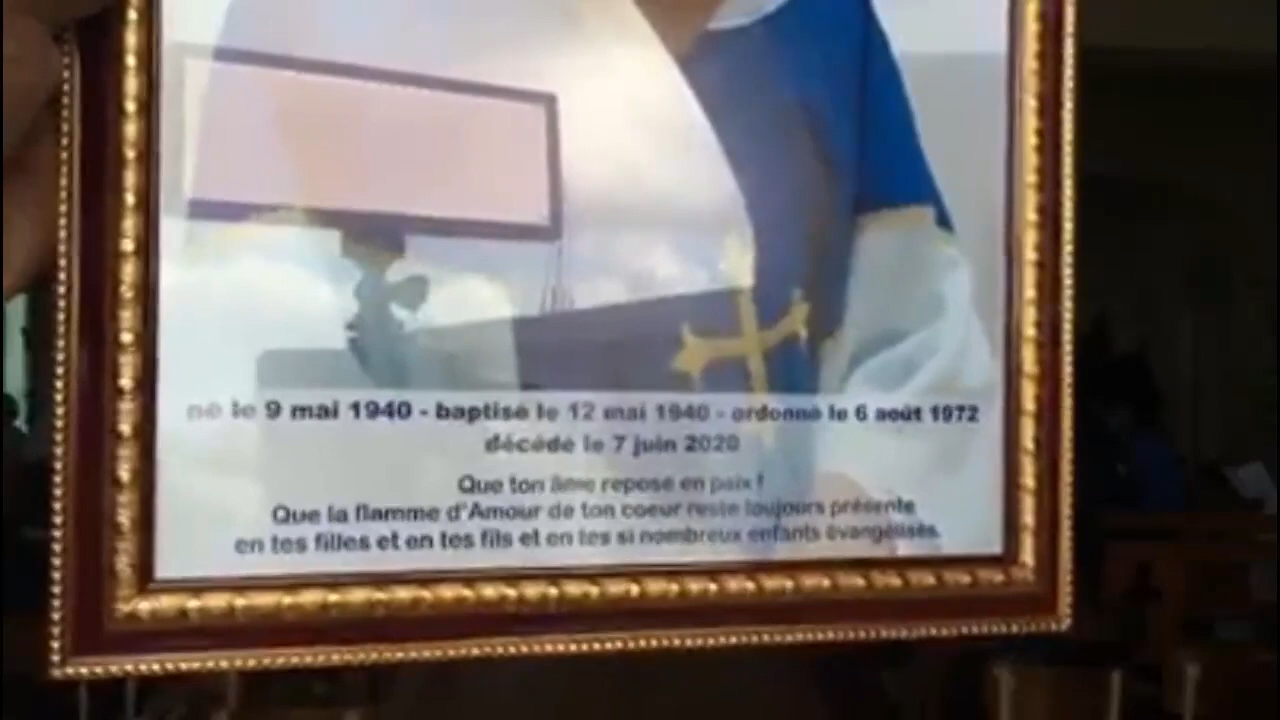 né le 9 mai 1940 - baptisé le 12 mai 1940 - ordonné le 6 août 1972
décédé le 7 juin 2020
Que ton âme repose en paix !
Que la flamme d'Amour de ton coeur reste toujours présente
en tes filles et en tes fils et en tes si nombreux enfants évangélisés.